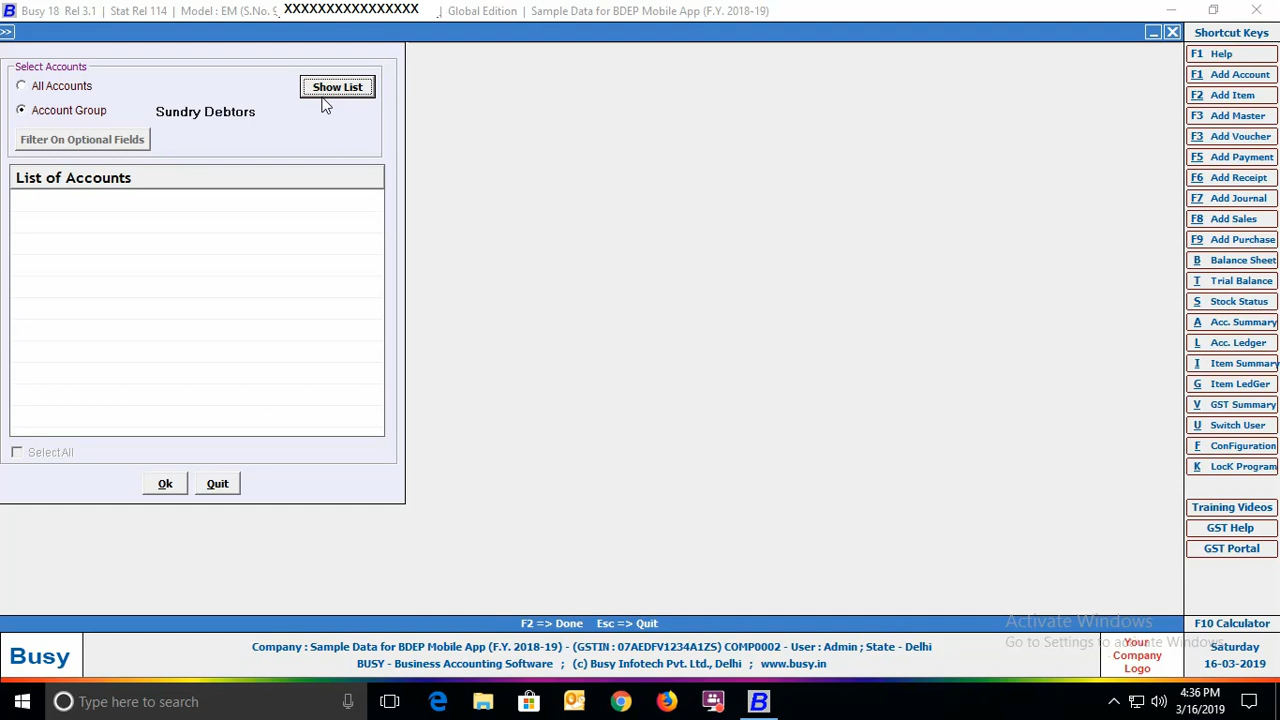 Busy 18 Rel 3.1 | Stat Rel 114 | Model : EM (S.No. S XXXXXXXXXXXXXXXX | Global Edition | Sample Data for BDEP Mobile App (F.Y. 2018-19)
>>
Select Accounts
All Accounts
Show List
Account Group
Sundry Debtors
Filter On Optional Fields
List of Accounts
SelectAll
Ok
Quit
Shortcut Keys
F1 Help
F1 Add Account
F2 Add Item
F3 Add Master
F3 Add Voucher
F5 Add Payment
F6 Add Receipt
F7 Add Journal
F8 Add Sales
F9 Add Purchase
B Balance Sheet
T Trial Balance
S Stock Status
A Acc. Summary
L Acc. Ledger
I Item Summary
G Item LedGer
V GST Summary
U Switch User
F ConFiguration
K LocK Program
Training Videos
GST Help
GST Portal
Activate Windows
Go to Settings to activate Windows
F2 => Done Esc => Quit
F10 Calculator
Busy
Company : Sample Data for BDEP Mobile App (F.Y. 2018-19) - (GSTIN : 07AEDFV1234A1ZS) COMP0002 - User : Admin ; State - Delhi
BUSY - Business Accounting Software ; (c) Busy Infotech Pvt. Ltd., Delhi ; www.busy.in
Your
Company
Logo
Saturday
16-03-2019
Type here to search
4:36 PM
3/16/2019